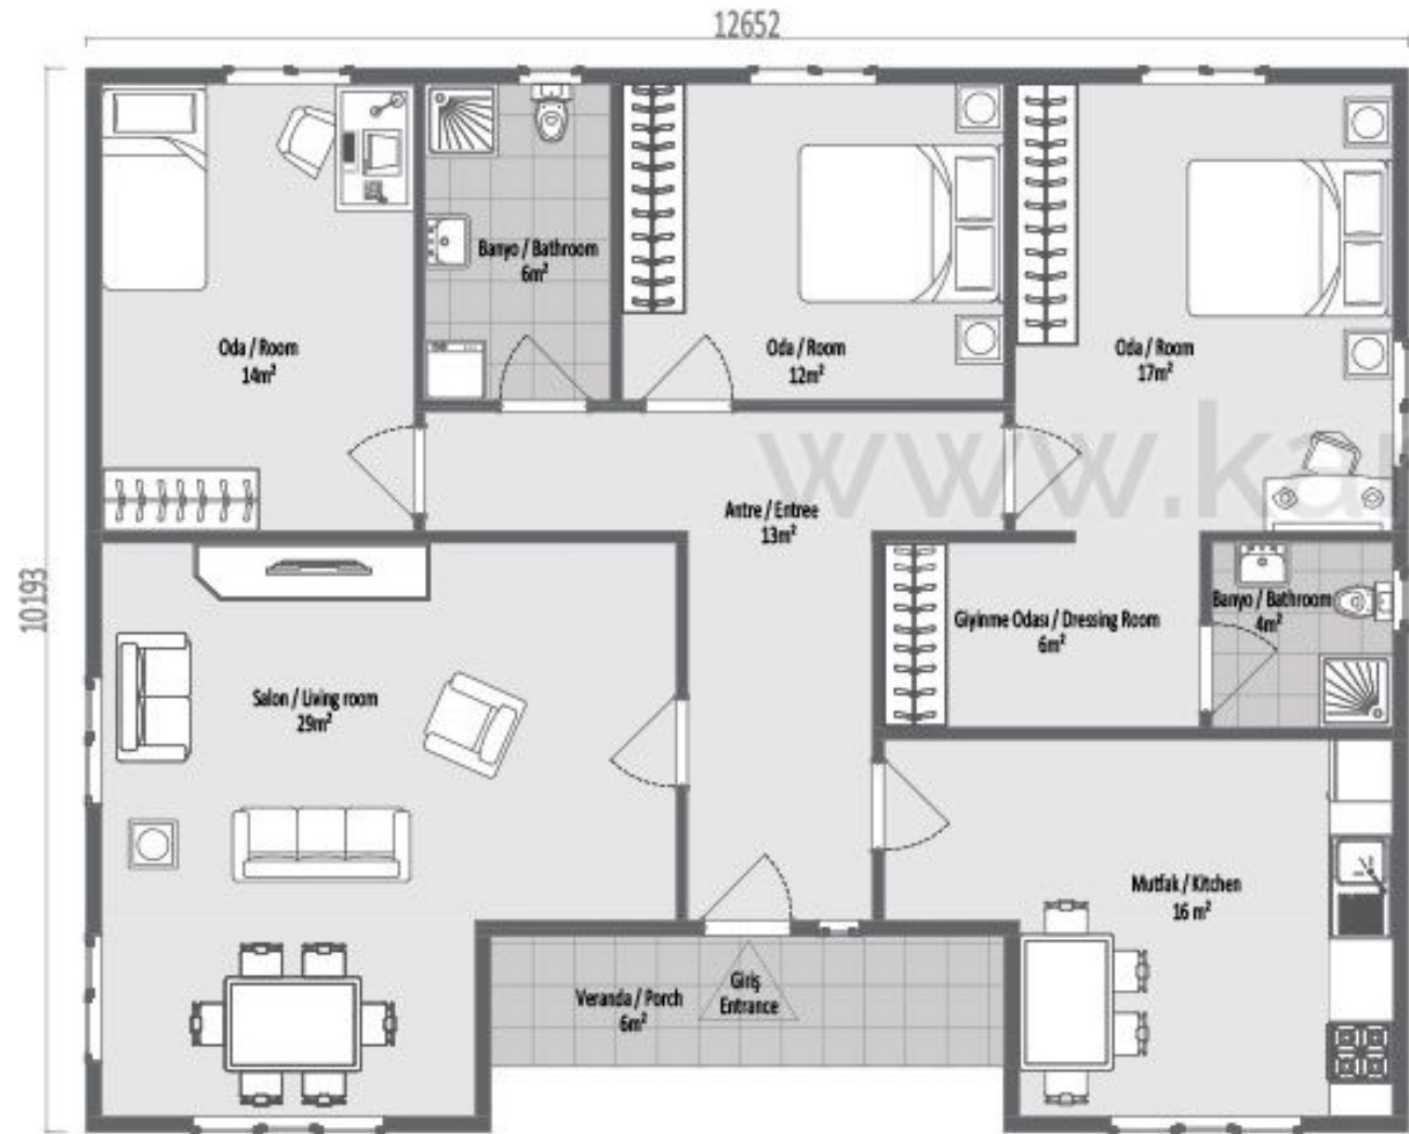 12652
10193
Banyo / Bathroom
6m²
Oda / Room
14m²
Oda / Room
12m²
Oda / Room
17m²
www.kar
Antre / Entree
13m²
Giyinme Odası / Dressing Room
6m²
Banyo / Bathroom
4m²
Salon / Living room
29m²
Mutfak / Kitchen
16 m²
Veranda / Porch
6m²
Giriş
Entrance